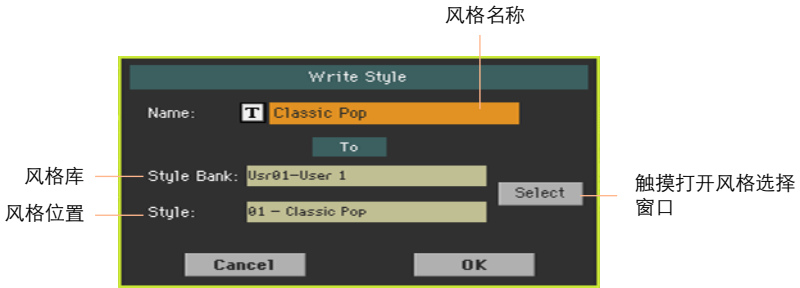 风格名称
Write Style
Name: T Classic Pop
To
风格库 Style Bank: Usr01-User 1
Select
触摸打开风格选择
窗口
风格位置 Style: 01 - Classic Pop
Cancel OK